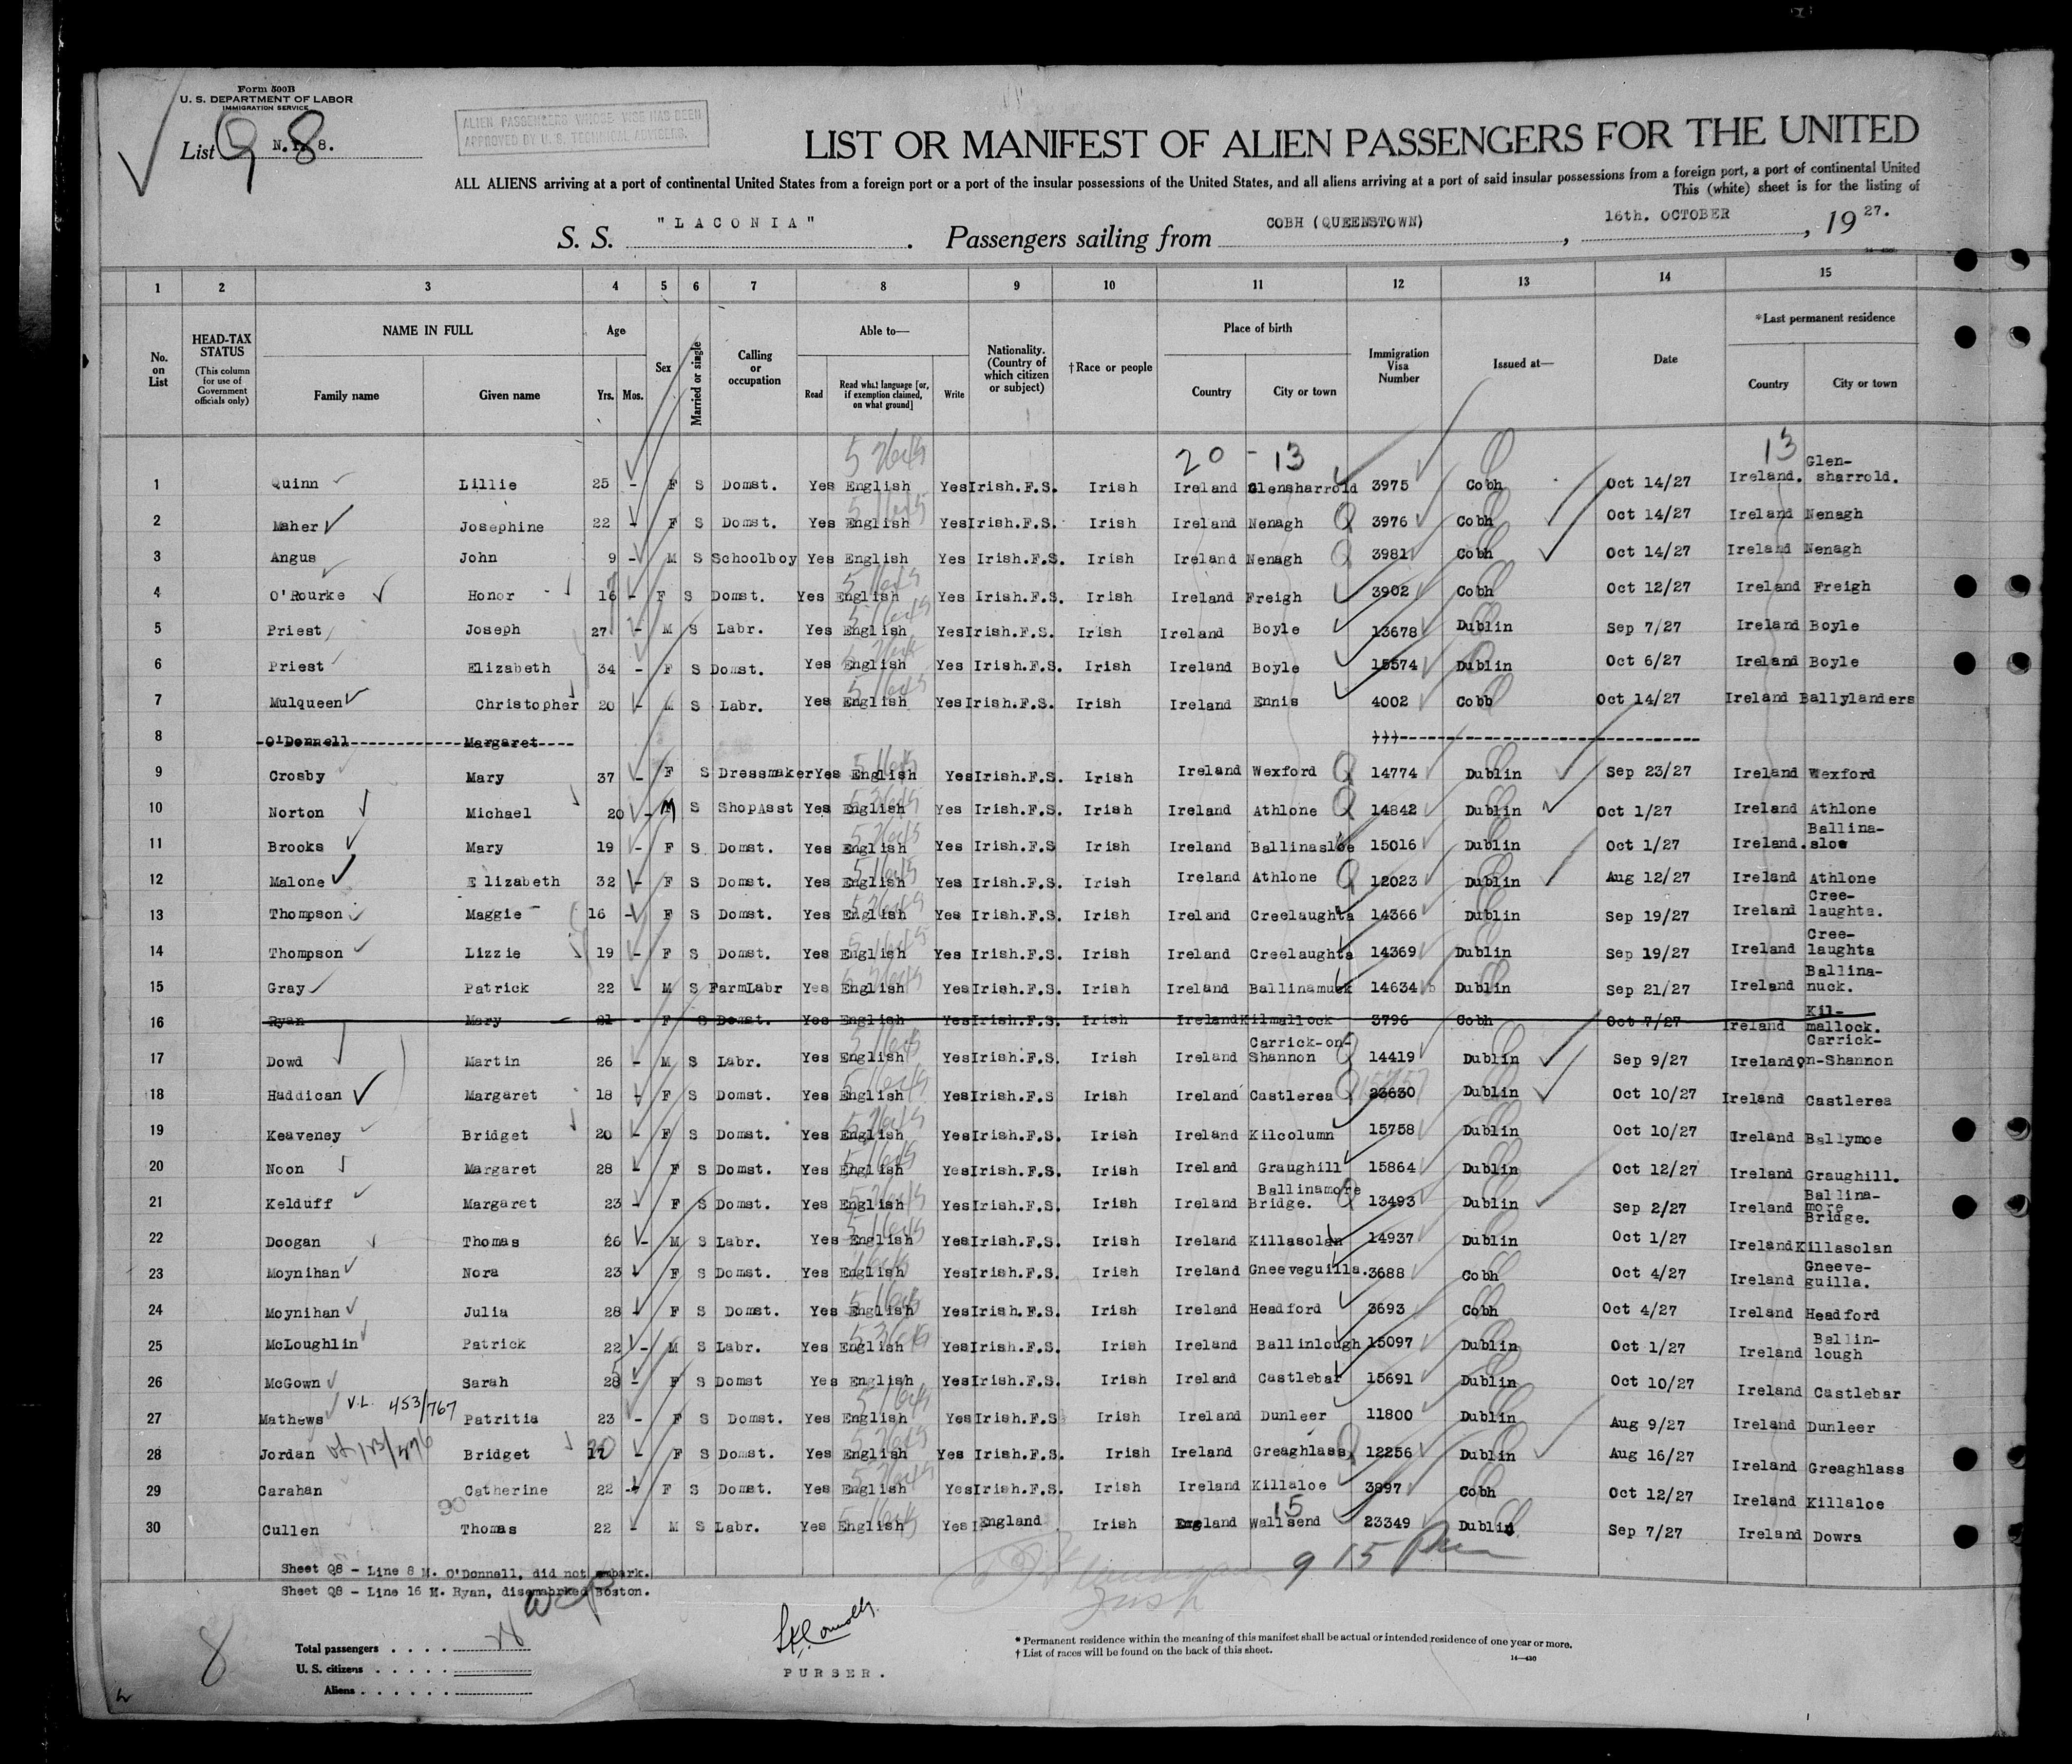 Form 500B
U. S. DEPARTMENT OF LABOR
IMMIGRATION SERVICE
List Q 8 N.Y. 8.
ALIEN PASSENGERS WHOSE VISE HAS BEEN
APPROVED BY U. S. TECHNICAL ADVISERS.
LIST OR MANIFEST OF ALIEN PASSENGERS FOR THE UNITED
ALL ALIENS arriving at a port of continental United States from a foreign port or a port of the insular possessions of the United States, and all aliens arriving at a port of said insular possessions from a foreign port, a port of continental United
This (white) sheet is for the listing of
S. S. "LACONIA". Passengers sailing from COBH (QUEENSTOWN), 16th. OCTOBER, 19 27.
1 2 3 4 5 6 7 8 9 10 11 12 13 14 15
No. on List
HEAD-TAX STATUS (This column for use of Government officials only)
NAME IN FULL Family name Given name
Age Yrs. Mos.
Sex
Married or single
Calling or occupation
Able to— Read Read what language [or, if exemption claimed, on what ground] Write
Nationality. (Country of which citizen or subject)
†Race or people
Place of birth Country City or town
Immigration Visa Number
Issued at—
Date
*Last permanent residence Country City or town
20 - 13 13
1 Quinn Lillie 25 - F S Domst. Yes English Yes Irish.F.S. Irish Ireland Glensharrold 3975 Cobh Oct 14/27 Ireland. Glen-sharrold.
2 Maher Josephine 22 - F S Domst. Yes English Yes Irish.F.S. Irish Ireland Nenagh 3976 Cobh Oct 14/27 Ireland Nenagh
3 Angus John 9 - M S Schoolboy Yes English Yes Irish.F.S. Irish Ireland Nenagh 3981 Cobh Oct 14/27 Ireland Nenagh
4 O'Rourke Honor 16 - F S Domst. Yes English Yes Irish.F.S. Irish Ireland Freigh 3902 Cobh Oct 12/27 Ireland Freigh
5 Priest Joseph 27 - M S Labr. Yes English Yes Irish.F.S. Irish Ireland Boyle 13678 Dublin Sep 7/27 Ireland Boyle
6 Priest Elizabeth 34 - F S Domst. Yes English Yes Irish.F.S. Irish Ireland Boyle 15574 Dublin Oct 6/27 Ireland Boyle
7 Mulqueen Christopher 20 - M S Labr. Yes English Yes Irish.F.S. Irish Ireland Ennis 4002 Cobb Oct 14/27 Ireland Ballylanders
8 O'Donnell Margaret
9 Crosby Mary 37 - F S Dressmaker Yes English Yes Irish.F.S. Irish Ireland Wexford 14774 Dublin Sep 23/27 Ireland Wexford
10 Norton Michael 20 - M S ShopAsst Yes English Yes Irish.F.S. Irish Ireland Athlone 14842 Dublin Oct 1/27 Ireland Athlone
11 Brooks Mary 19 - F S Domst. Yes English Yes Irish.F.S Irish Ireland Ballinasloe 15016 Dublin Oct 1/27 Ireland. Ballina-sloe
12 Malone Elizabeth 32 - F S Domst. Yes English Yes Irish.F.S. Irish Ireland Athlone 12023 Dublin Aug 12/27 Ireland Athlone
13 Thompson Maggie 16 - F S Domst. Yes English Yes Irish.F.S. Irish Ireland Creelaughta 14366 Dublin Sep 19/27 Ireland Cree-laughta.
14 Thompson Lizzie 19 - F S Domst. Yes English Yes Irish.F.S. Irish Ireland Creelaughta 14369 Dublin Sep 19/27 Ireland Cree-laughta
15 Gray Patrick 22 - M S FarmLabr Yes English Yes Irish.F.S. Irish Ireland Ballinamuck 14634 Dublin Sep 21/27 Ireland Ballina-nuck.
16 Ryan Mary 21 - F S Domst. Yes English Yes Irish.F.S. Irish Ireland Kilmallock 3796 Cobh Oct 7/27 Ireland Kil-mallock.
17 Dowd Martin 26 - M S Labr. Yes English Yes Irish.F.S. Irish Ireland Carrick-on-Shannon 14419 Dublin Sep 9/27 Ireland Carrick-on-Shannon
18 Haddican Margaret 18 - F S Domst. Yes English Yes Irish.F.S Irish Ireland Castlerea 23630 15757 Dublin Oct 10/27 Ireland Castlerea
19 Keaveney Bridget 20 - F S Domst. Yes English Yes Irish.F.S. Irish Ireland Kilcolumn 15758 Dublin Oct 10/27 Ireland Ballymoe
20 Noon Margaret 28 - F S Domst. Yes English Yes Irish.F.S. Irish Ireland Graughill 15864 Dublin Oct 12/27 Ireland Graughill.
21 Kelduff Margaret 23 - F S Domst. Yes English Yes Irish.F.S. Irish Ireland Ballinamore Bridge. 13493 Dublin Sep 2/27 Ireland Ballina-more Bridge.
22 Doogan Thomas 26 - M S Labr. Yes English Yes Irish.F.S. Irish Ireland Killasolan 14937 Dublin Oct 1/27 Ireland Killasolan
23 Moynihan Nora 23 - F S Domst. Yes English Yes Irish.F.S. Irish Ireland Gneeveguilla. 3688 Cobh Oct 4/27 Ireland Gneeve-guilla.
24 Moynihan Julia 28 - F S Domst. Yes English Yes Irish.F.S. Irish Ireland Headford 3693 Cobh Oct 4/27 Ireland Headford
25 McLoughlin Patrick 22 - M S Labr. Yes English Yes Irish.F.S. Irish Ireland Ballinlough 15097 Dublin Oct 1/27 Ireland Ballin-lough
26 McGown Sarah 28 - F S Domst Yes English Yes Irish.F.S. Irish Ireland Castlebar 15691 Dublin Oct 10/27 Ireland Castlebar
27 Mathews V.L. 453/767 Patritia 23 - F S Domst. Yes English Yes Irish.F.S Irish Ireland Dunleer 11800 Dublin Aug 9/27 Ireland Dunleer
28 Jordan Bridget 17 20 - F S Domst. Yes English Yes Irish.F.S. Irish Ireland Greaghlass 12256 Dublin Aug 16/27 Ireland Greaghlass
29 Carahan Catherine 22 - F S Domst. Yes English Yes Irish.F.S. Irish Ireland Killaloe 3897 Cobh Oct 12/27 Ireland Killaloe
30 Cullen Thomas 22 - M S Labr. Yes English Yes England Irish England Wallsend 15 23349 Dublin Sep 7/27 Ireland Dowra
Sheet Q8 - Line 8 M. O'Donnell, did not embark.
Sheet Q8 - Line 16 M. Ryan, disemabrked Boston.
9 15 Pm
8
Total passengers
U. S. citizens
Aliens
PURSER.
* Permanent residence within the meaning of this manifest shall be actual or intended residence of one year or more.
† List of races will be found on the back of this sheet.
14—430